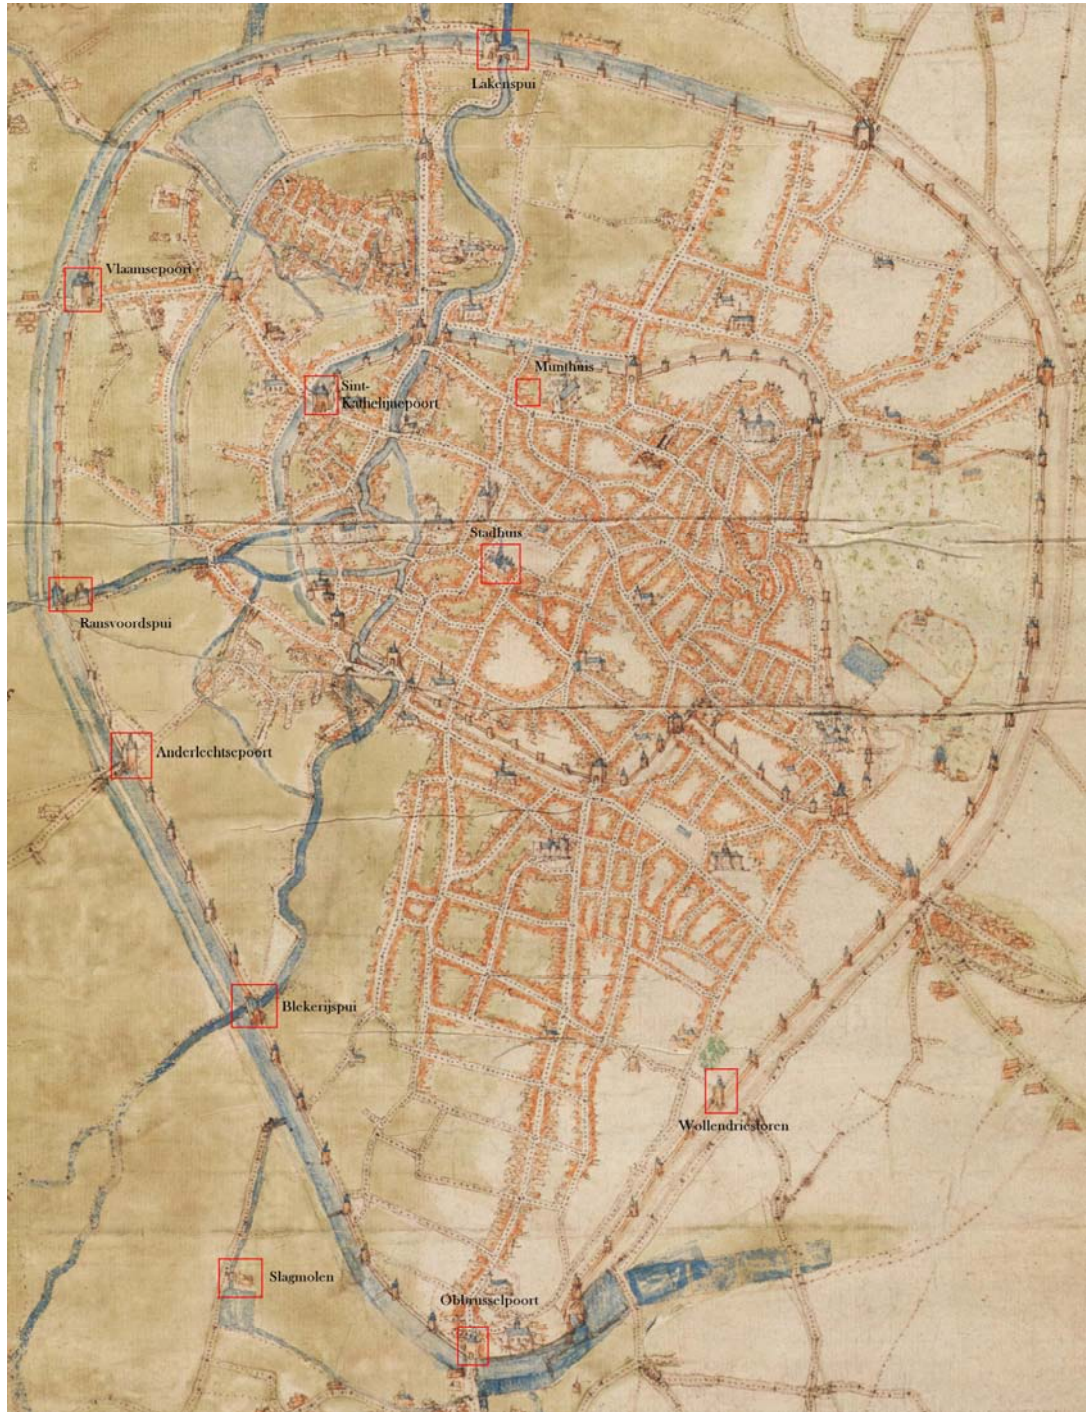 Lakenspui
Vlaamsepoort
Munthuis
Sint-
Kathelijnepoort
Stadhuis
Ransvoordspui
Anderlechtsepoort
Blekerijspui
Wollendriestoren
Slagmolen
Obbrusselpoort